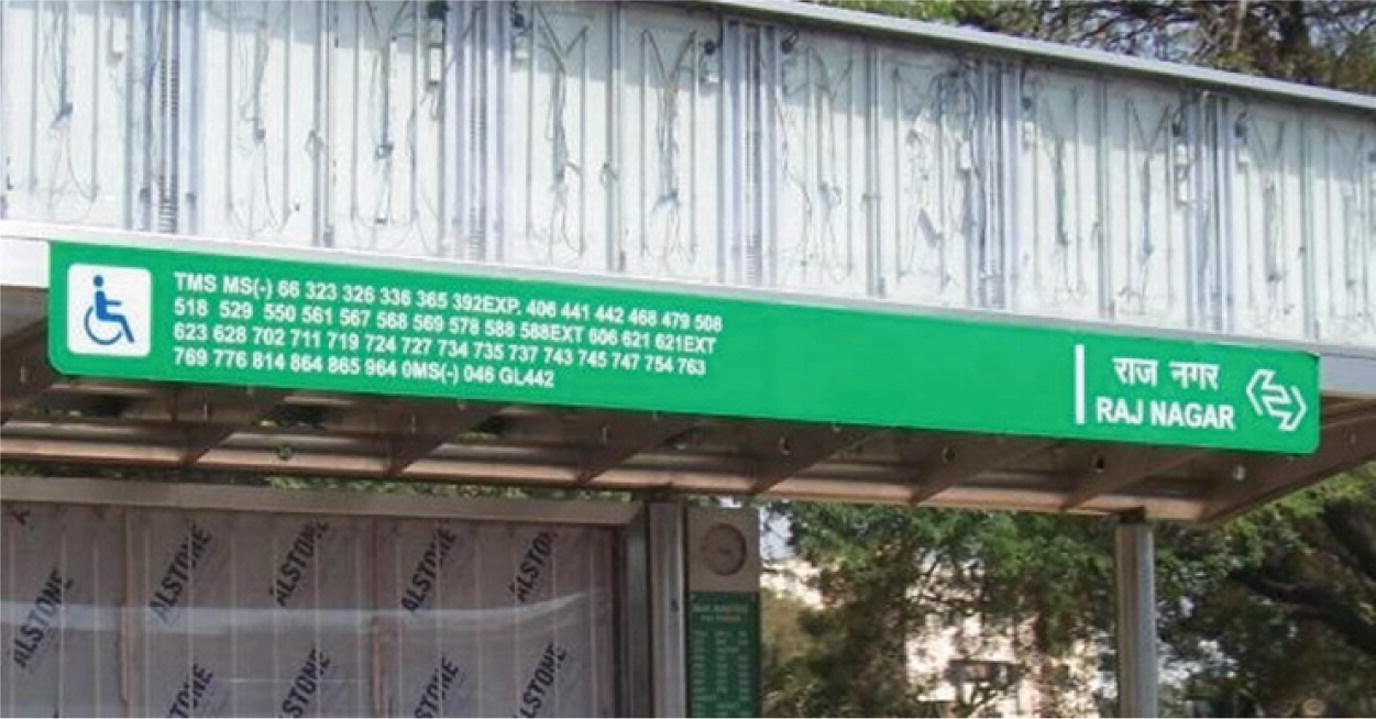 TMS MS(-) 66 323 326 336 365 392EXP. 406 441 442 468 479 508
518 529 550 561 567 568 569 578 588 588EXT 606 621 621EXT
623 628 702 711 719 724 727 734 735 737 743 745 747 754 763
769 776 814 864 865 964 0MS(-) 046 GL442
राज नगर
RAJ NAGAR
ALSTONE
ALSTONE
ALSTONE
ALSTONE
ALSTONE
ALSTONE
ALSTONE
ALSTONE
ALSTONE